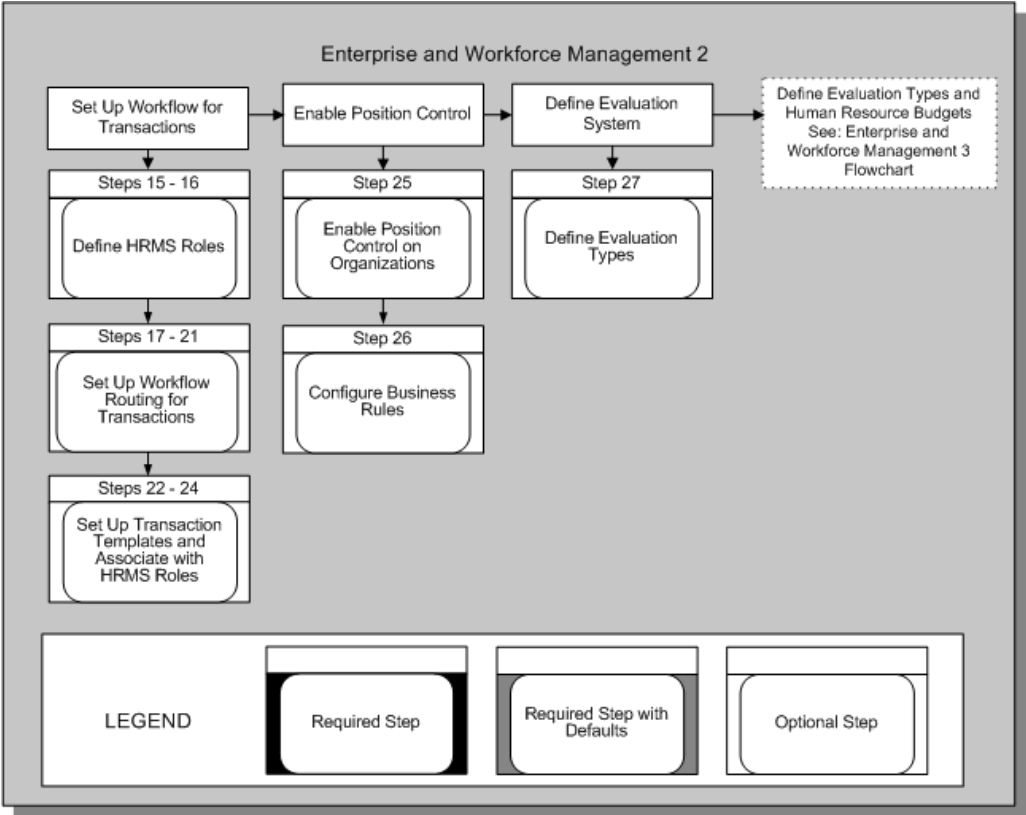 Enterprise and Workforce Management 2
Set Up Workflow for
Transactions
Enable Position Control
Define Evaluation
System
Define Evaluation Types and
Human Resource Budgets
See: Enterprise and
Workforce Management 3
Flowchart
Steps 15 - 16
Define HRMS Roles
Steps 17 - 21
Set Up Workflow
Routing for
Transactions
Steps 22 - 24
Set Up Transaction
Templates and
Associate with
HRMS Roles
Step 25
Enable Position
Control on
Organizations
Step 26
Configure Business
Rules
Step 27
Define Evaluation
Types
LEGEND
Required Step
Required Step with
Defaults
Optional Step